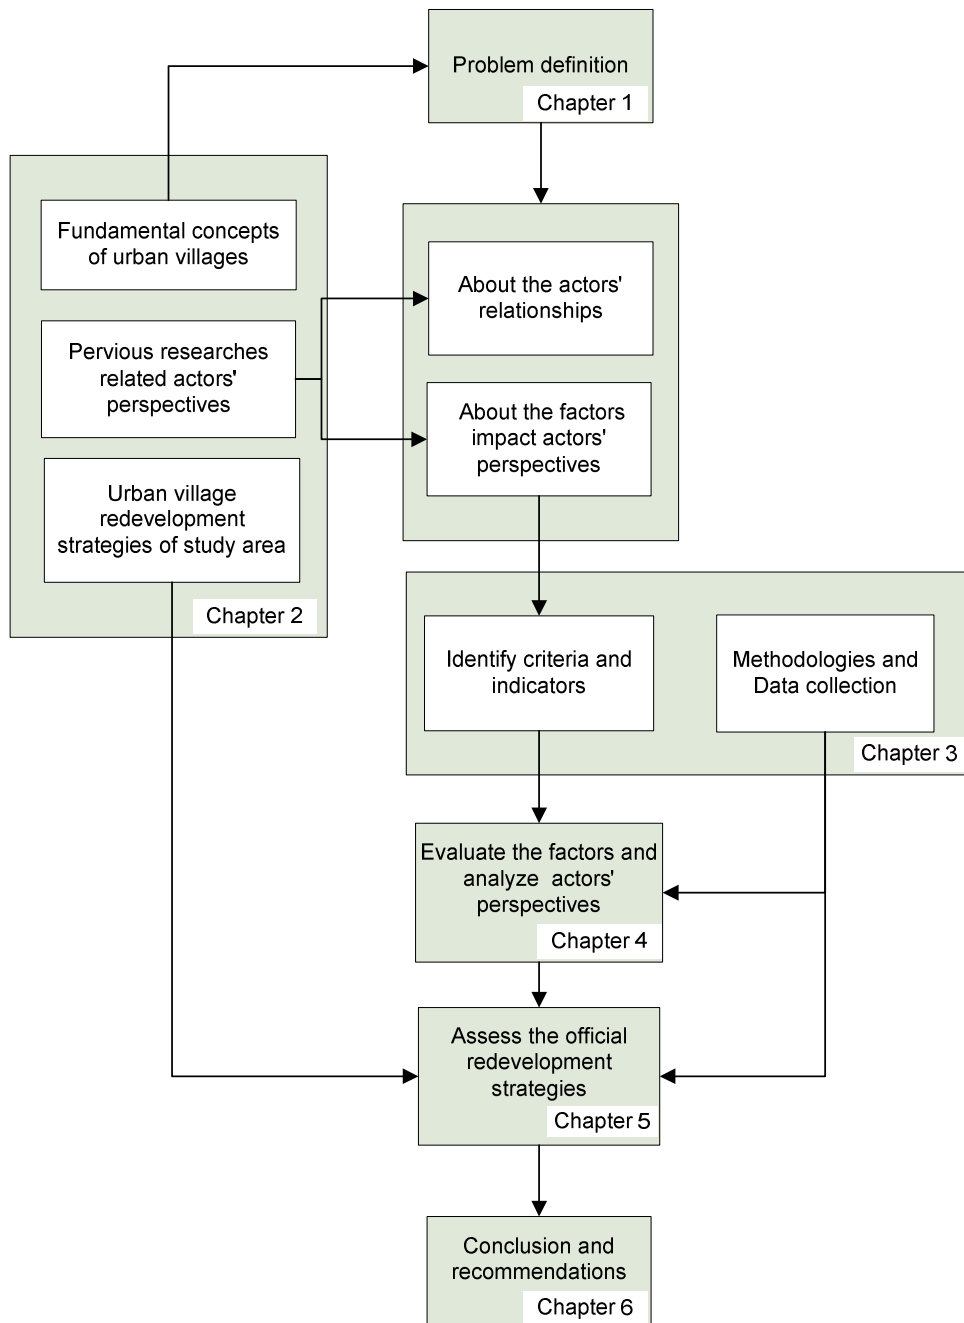 Problem definition
Chapter 1
Fundamental concepts
of urban villages
Pervious researches
related actors'
perspectives
Urban village
redevelopment
strategies of study area
Chapter 2
About the actors'
relationships
About the factors
impact actors'
perspectives
Identify criteria and
indicators
Methodologies and
Data collection
Chapter 3
Evaluate the factors and
analyze actors'
perspectives
Chapter 4
Assess the official
redevelopment
strategies
Chapter 5
Conclusion and
recommendations
Chapter 6